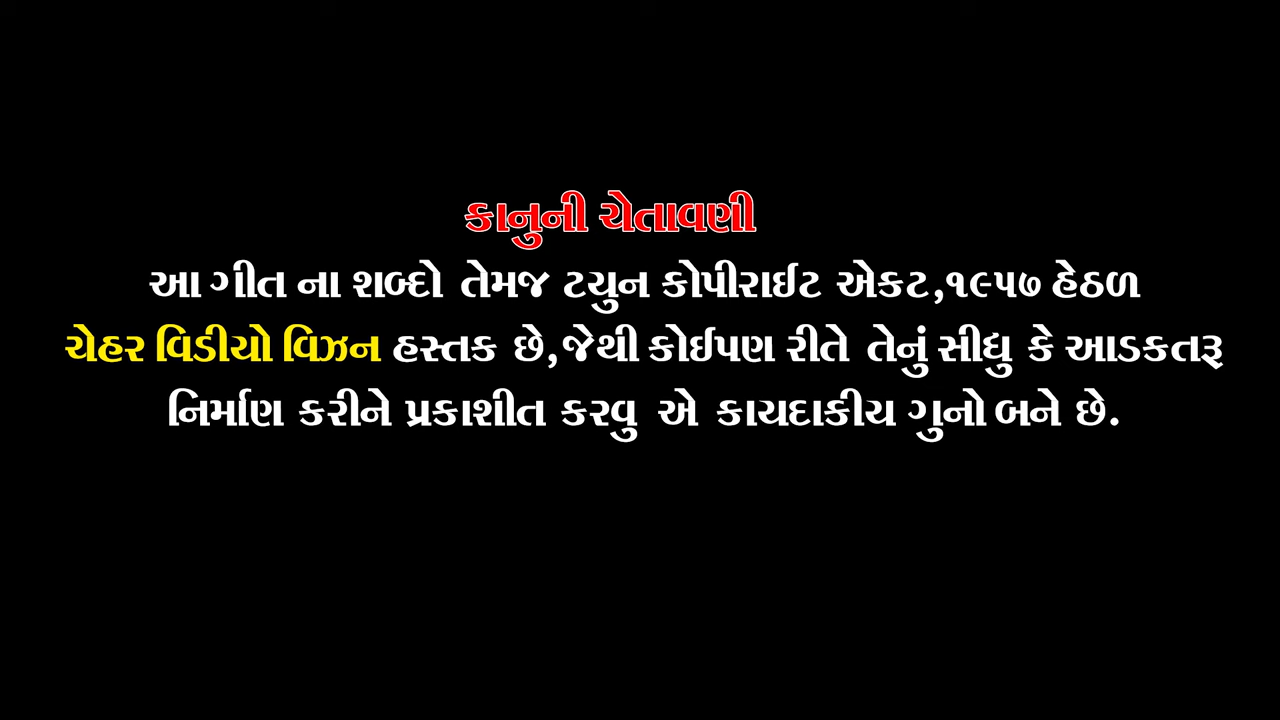 કાનુની ચેતાવણી
આ ગીત ના શબ્દો તેમજ ટયુન કોપીરાઈટ એકટ,૧૯૫૭ હેઠળ
ચેહર વિડીયો વિઝન હસ્તક છે,જેથી કોઈપણ રીતે તેનું સીધુ કે આડકતરૂ
નિર્માણ કરીને પ્રકાશીત કરવુ એ કાયદાકીય ગુનો બને છે.